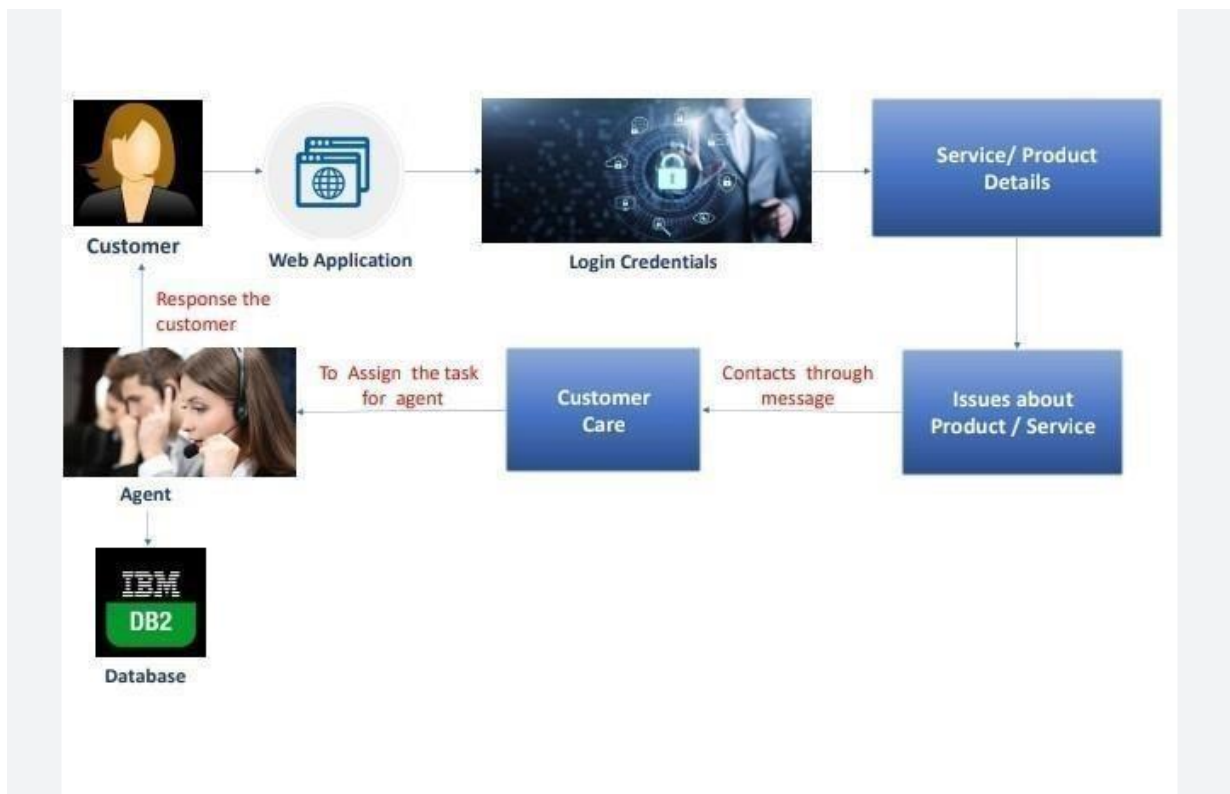 Service/ Product
Details
Customer
Web Application
Login Credentials
Response the
customer
To Assign the task
for agent
Customer
Care
Contacts through
message
Issues about
Product / Service
Agent
IBM
DB2
Database